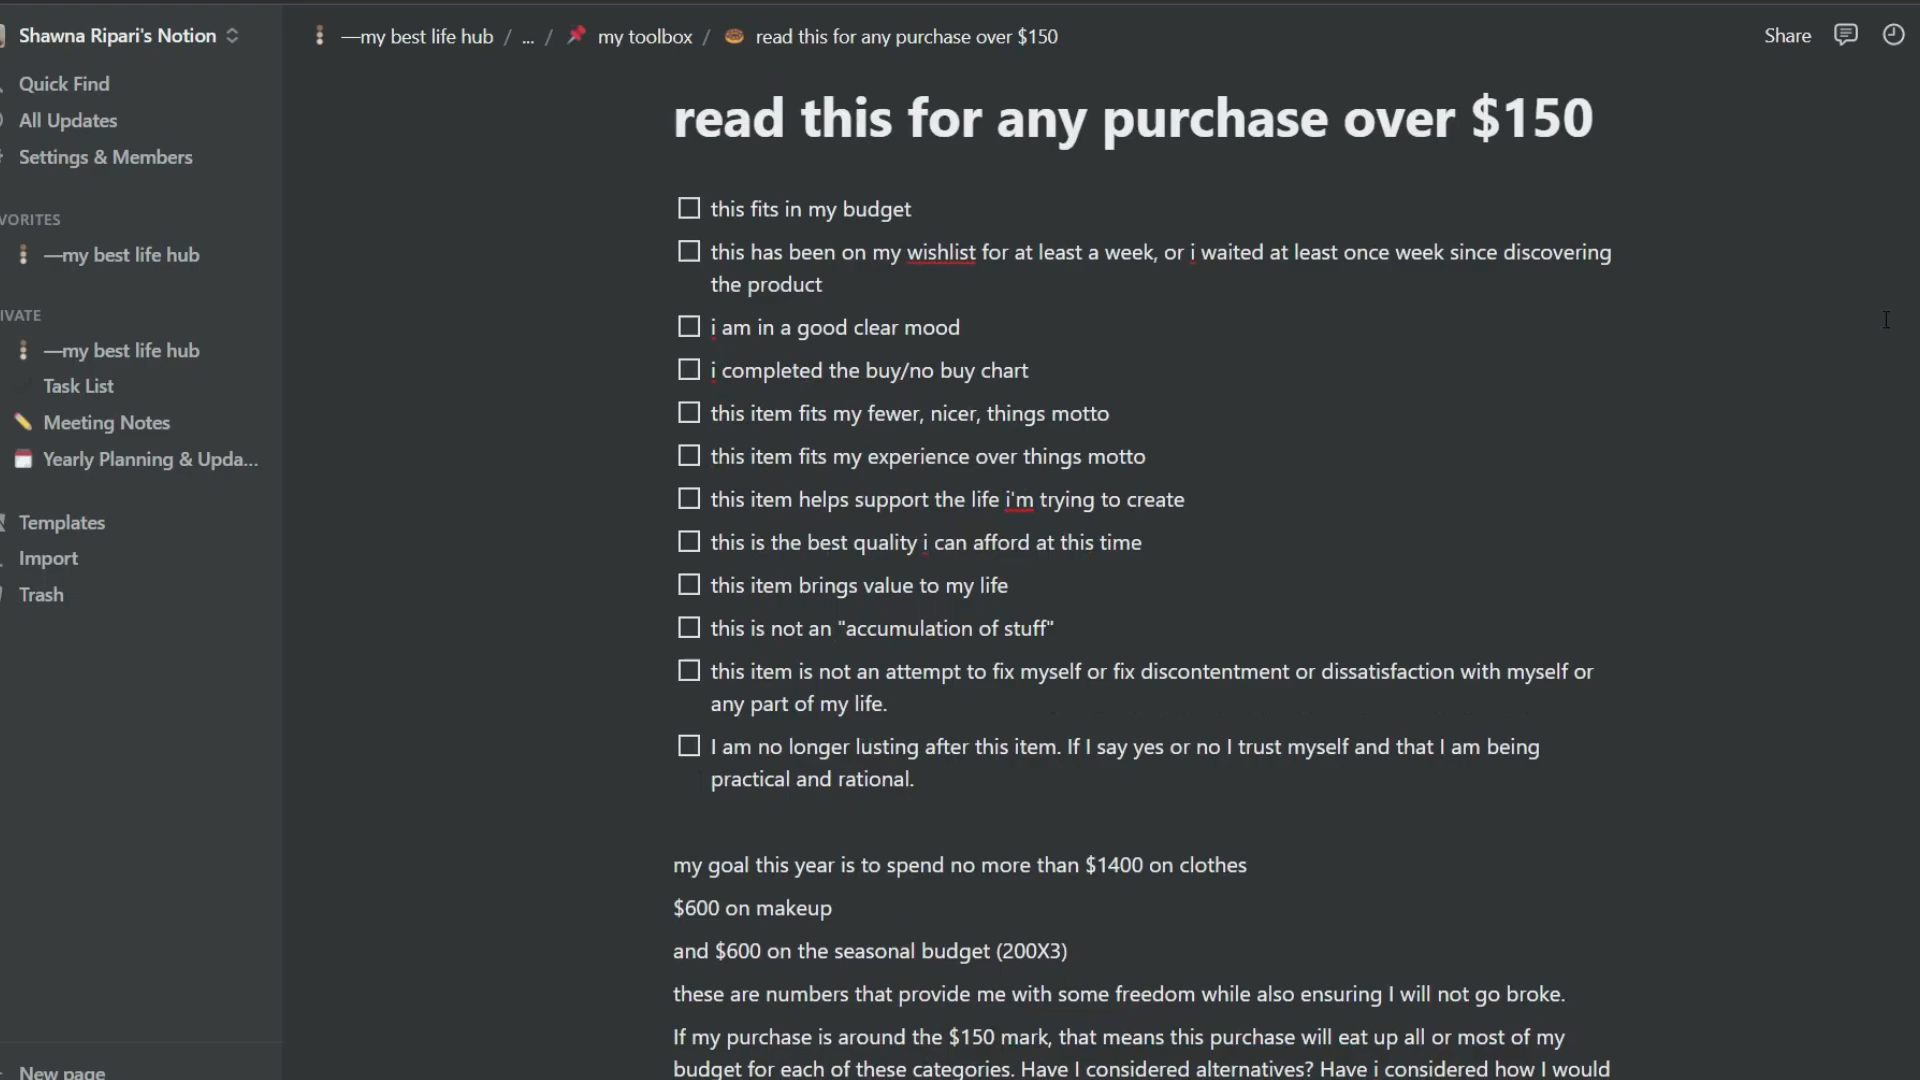 Shawna Ripari's Notion
—my best life hub / ... / my toolbox / read this for any purchase over $150
Share
Quick Find
All Updates
Settings & Members
VORITES
—my best life hub
IVATE
—my best life hub
Task List
Meeting Notes
Yearly Planning & Upda...
Templates
Import
Trash
New page
read this for any purchase over $150
this fits in my budget
this has been on my wishlist for at least a week, or i waited at least once week since discovering
the product
i am in a good clear mood
i completed the buy/no buy chart
this item fits my fewer, nicer, things motto
this item fits my experience over things motto
this item helps support the life i'm trying to create
this is the best quality i can afford at this time
this item brings value to my life
this is not an "accumulation of stuff"
this item is not an attempt to fix myself or fix discontentment or dissatisfaction with myself or
any part of my life.
I am no longer lusting after this item. If I say yes or no I trust myself and that I am being
practical and rational.
my goal this year is to spend no more than $1400 on clothes
$600 on makeup
and $600 on the seasonal budget (200X3)
these are numbers that provide me with some freedom while also ensuring I will not go broke.
If my purchase is around the $150 mark, that means this purchase will eat up all or most of my
budget for each of these categories. Have I considered alternatives? Have i considered how I would